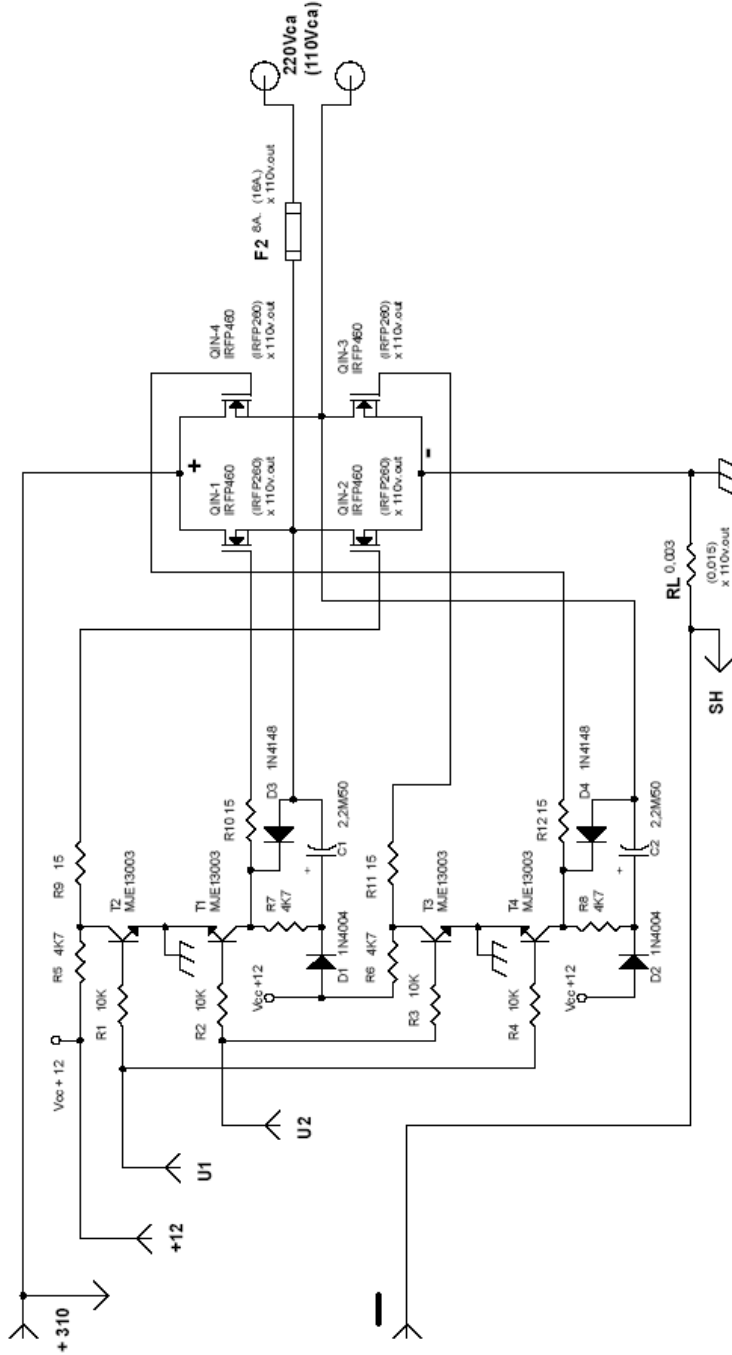 + 310
+12
U1
U2
Vcc + 12
R5 4K7
R9 15
R1 10K
T2
MJE13003
R2 10K
T1
MJE13003
R10 15
D3 1N4148
R7
4K7
C1 2,2M/50
+
Vcc +12
D1
1N4004
R6 4K7
R11 15
R3 10K
T3
MJE13003
R4 10K
T4
MJE13003
R12 15
D4 1N4148
R8
4K7
C2 2,2M/50
+
Vcc +12
D2
1N4004
SH
RL 0,003
(0,015)
x 110v.out
+
-
QIN-1
IRFP460
(IRFP260)
x 110v.out
QIN-2
IRFP460
(IRFP260)
x 110v.out
QIN-4
IRFP460
(IRFP260)
x 110v.out
QIN-3
IRFP460
(IRFP260)
x 110v.out
F2 8A. (16A.)
x 110v.out
220Vca
(110Vca)